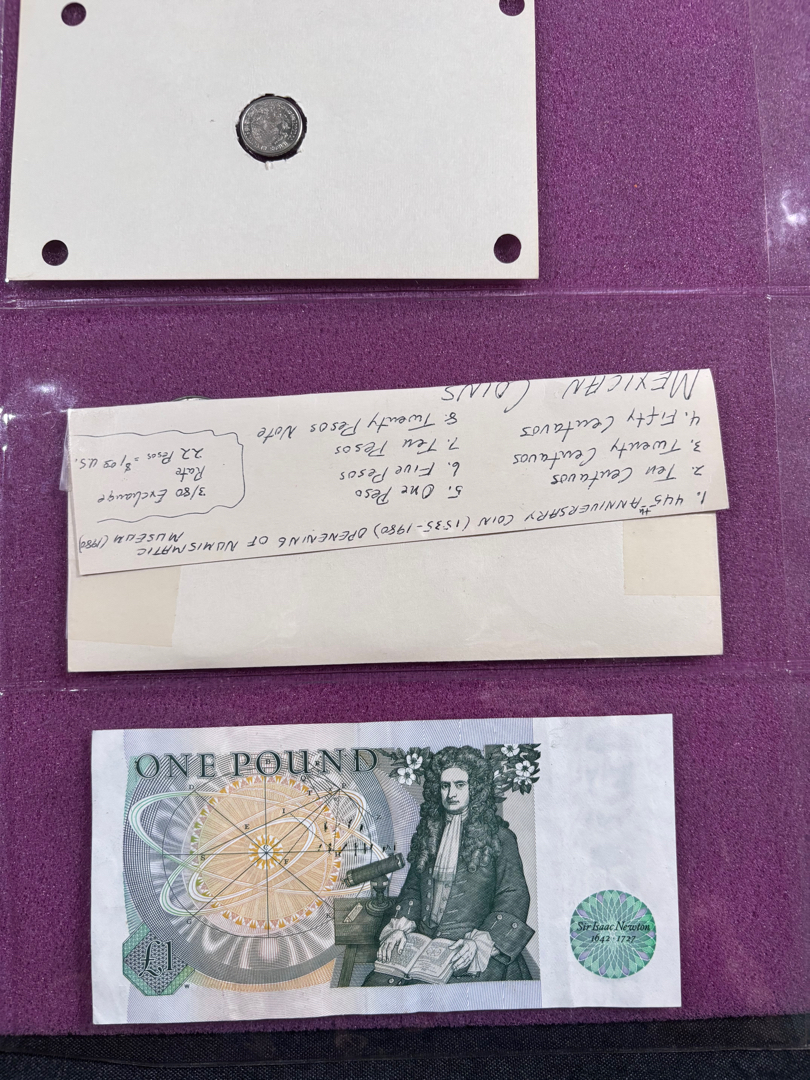 MEXICAN COINS
1. 445th ANNIVERSARY COIN (1535-1980) OPENENING OF NUMISMATIC
MUSEUM (1980)
2. TEN CENTAVOS
3. TWENTY CENTAVOS
4. FIFTY CENTAVOS
5. ONE PESO
6. FIVE PESOS
7. TEN PESOS
8. TWENTY PESOS NOTE
3/80 EXCHANGE
RATE
22 PESOS = $1.00 U.S.
ONE POUND
£1
Sir Isaac Newton
1642-1727